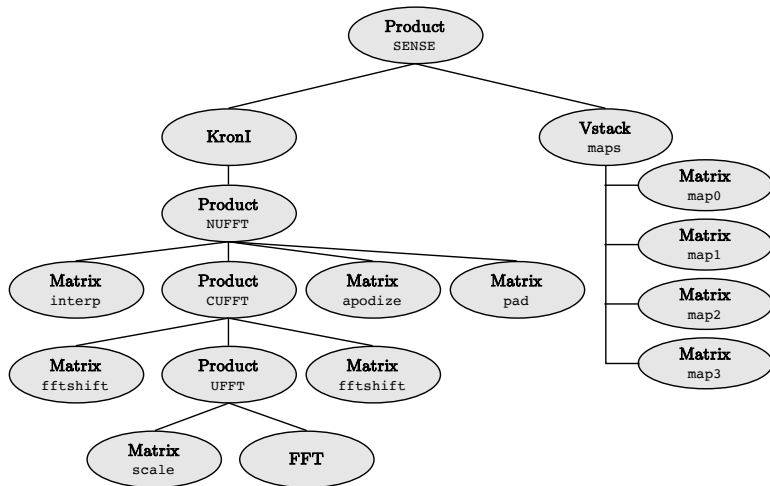 Product
SENSE
KronI
Vstack
maps
Matrix
map0
Product
NUFFT
Matrix
map1
Matrix
interp
Product
CUFFT
Matrix
apodize
Matrix
pad
Matrix
map2
Matrix
fftshift
Product
UFFT
Matrix
fftshift
Matrix
map3
Matrix
scale
FFT